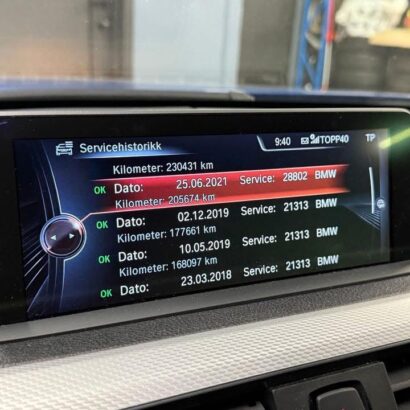 Servicehistorikk 9:40 TOPP40 TP
Kilometer: 230431 km
OK Dato: 25.06.2021 Service: 28802 BMW
Kilometer: 205674 km
OK Dato: 02.12.2019 Service: 21313 BMW
Kilometer: 177661 km
OK Dato: 10.05.2019 Service: 21313 BMW
Kilometer: 168097 km
OK Dato: 23.03.2018 Service: 21313 BMW